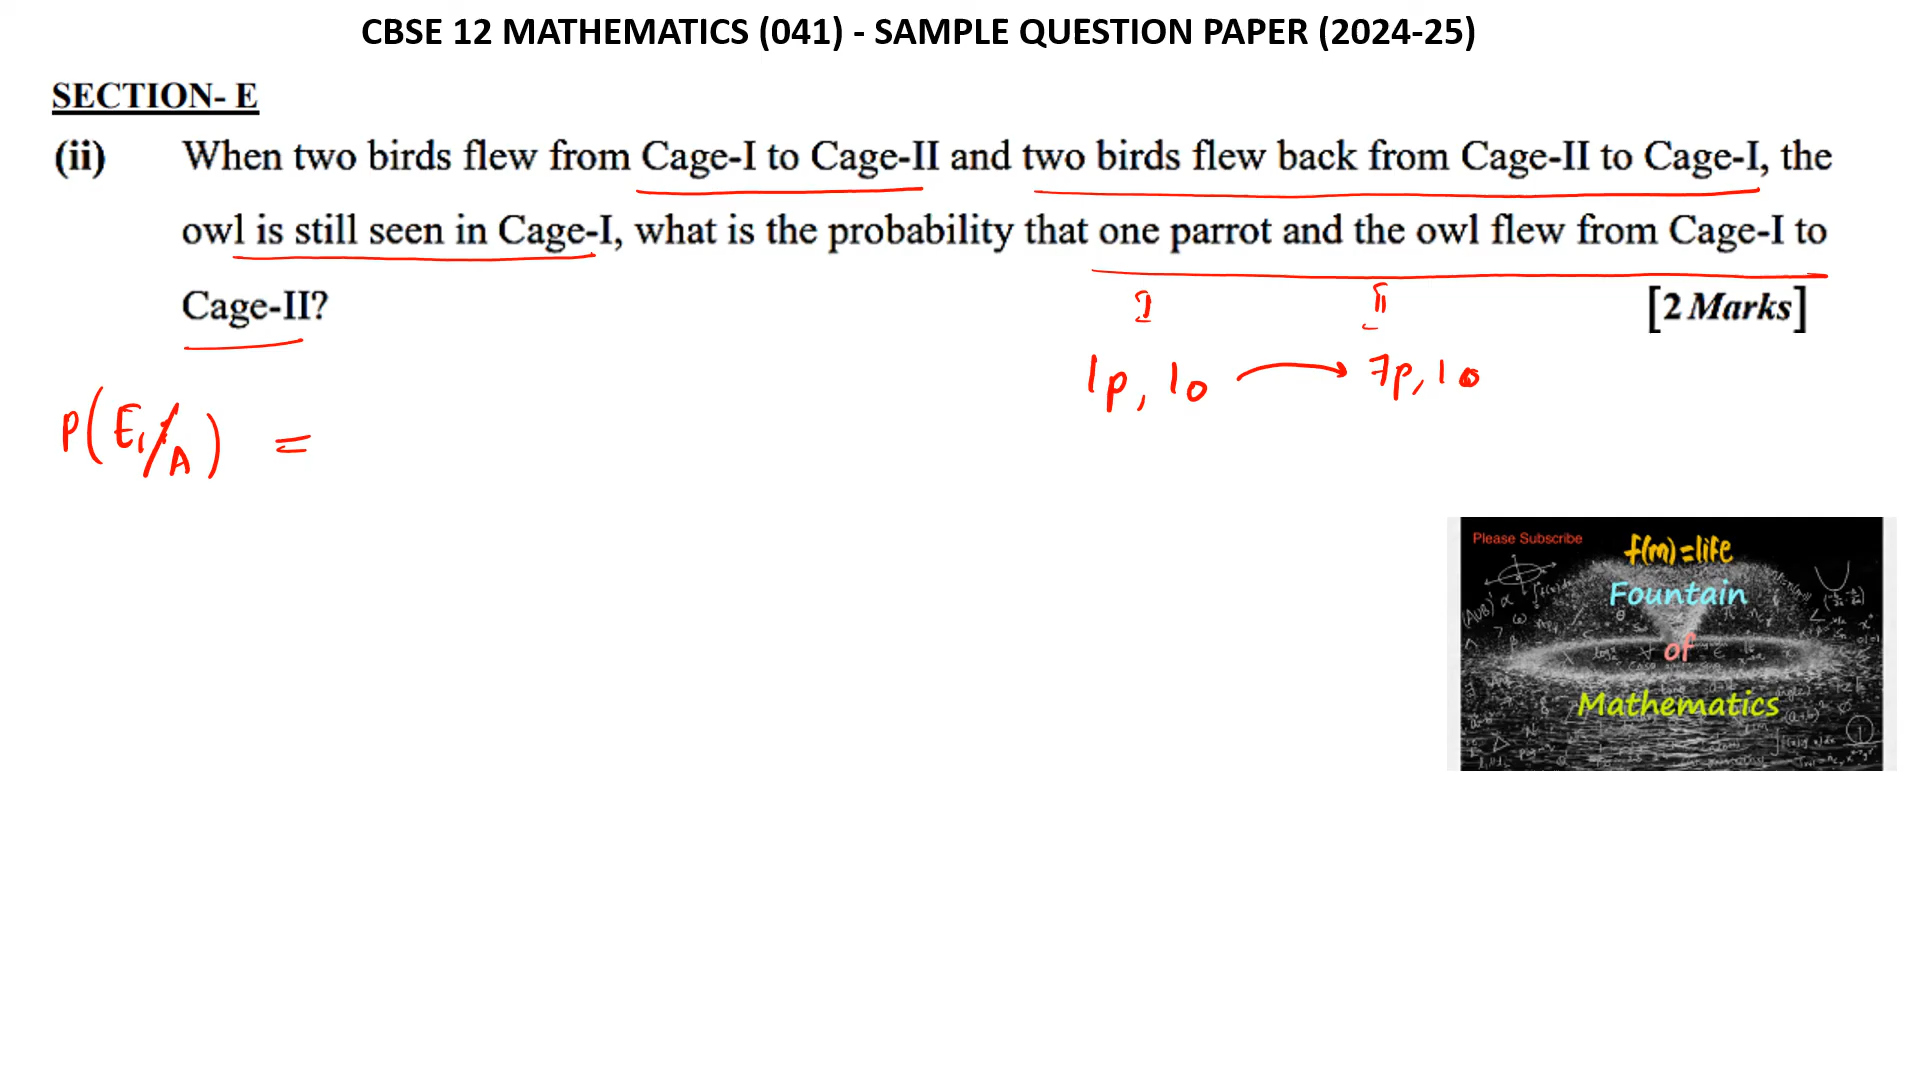 CBSE 12 MATHEMATICS (041) - SAMPLE QUESTION PAPER (2024-25)
SECTION- E
(ii) When two birds flew from Cage-I to Cage-II and two birds flew back from Cage-II to Cage-I, the
owl is still seen in Cage-I, what is the probability that one parrot and the owl flew from Cage-I to
Cage-II? [2 Marks]
I II
1p, 1o → 7p, 1o
P(E₁/A) =
Please Subscribe
f(m)=life
Fountain
of
Mathematics